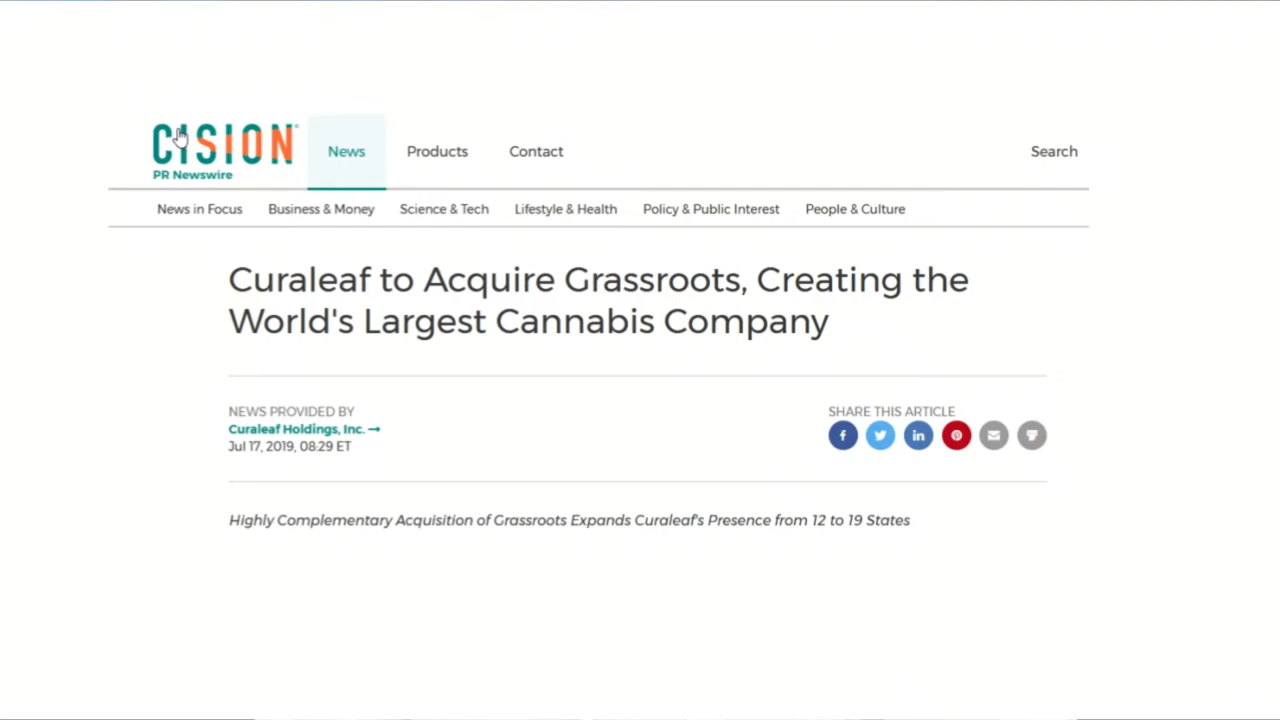 CISION
PR Newswire
News Products Contact Search
News in Focus Business & Money Science & Tech Lifestyle & Health Policy & Public Interest People & Culture
Curaleaf to Acquire Grassroots, Creating the
World's Largest Cannabis Company
NEWS PROVIDED BY
Curaleaf Holdings, Inc. →
Jul 17, 2019, 08:29 ET
SHARE THIS ARTICLE
Highly Complementary Acquisition of Grassroots Expands Curaleaf's Presence from 12 to 19 States